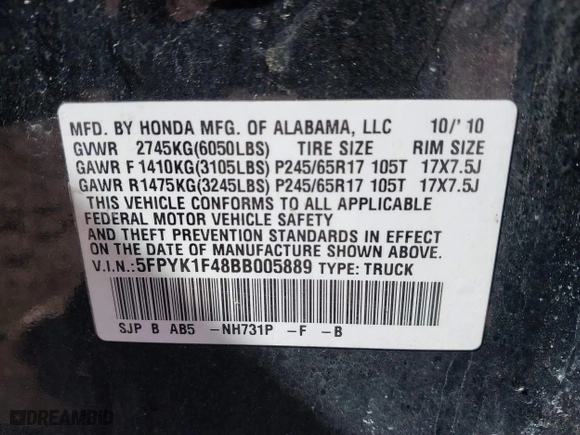 MFD. BY HONDA MFG. OF ALABAMA, LLC 10/'10
GVWR 2745KG(6050LBS) TIRE SIZE RIM SIZE
GAWR F 1410KG(3105LBS) P245/65R17 105T 17X7.5J
GAWR R1475KG(3245LBS) P245/65R17 105T 17X7.5J
THIS VEHICLE CONFORMS TO ALL APPLICABLE
FEDERAL MOTOR VEHICLE SAFETY
AND THEFT PREVENTION STANDARDS IN EFFECT
ON THE DATE OF MANUFACTURE SHOWN ABOVE.
V.I.N.:5FPYK1F48BB005889 TYPE:TRUCK
SJP B AB5 -NH731P -F -B
DREAMBID